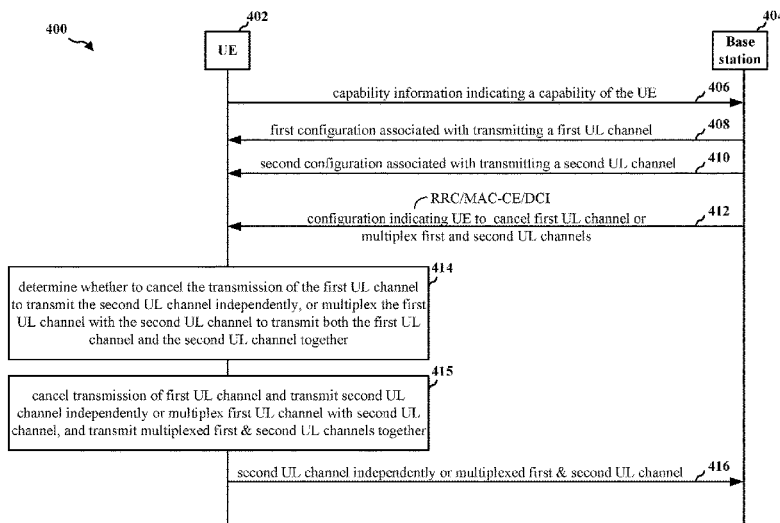 400
402
UE
404
Base
station
capability information indicating a capability of the UE
406
first configuration associated with transmitting a first UL channel
408
second configuration associated with transmitting a second UL channel
410
RRC/MAC-CE/DCI
configuration indicating UE to cancel first UL channel or
multiplex first and second UL channels
412
414
determine whether to cancel the transmission of the first UL channel
to transmit the second UL channel independently, or multiplex the first
UL channel with the second UL channel to transmit both the first UL
channel and the second UL channel together
415
cancel transmission of first UL channel and transmit second UL
channel independently or multiplex first UL channel with second UL
channel, and transmit multiplexed first & second UL channels together
second UL channel independently or multiplexed first & second UL channel
416